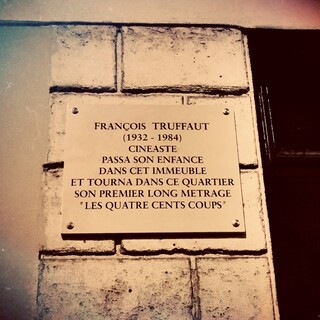 FRANÇOIS TRUFFAUT
(1932 - 1984)
CINEASTE
PASSA SON ENFANCE
DANS CET IMMEUBLE
ET TOURNA DANS CE QUARTIER
SON PREMIER LONG METRAGE
"LES QUATRE CENTS COUPS"